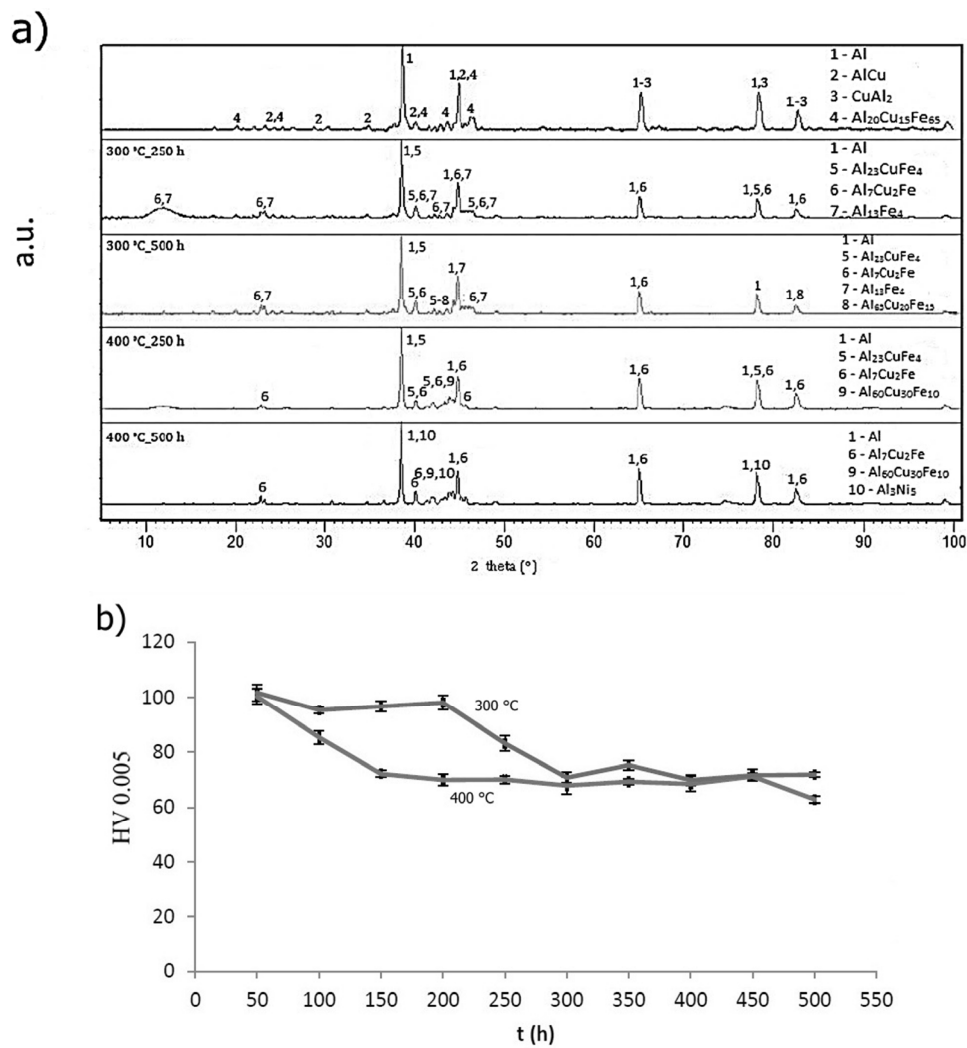 a)
a.u.
1
1,2,4
1-3
1,3
1-3
4
2,4
2
2
2,4
4
4
1 - Al
2 - AlCu
3 - CuAl₂
4 - Al₂₀Cu₁₅Fe₆₅
300 °C_250 h
1,5
1,6,7
6,7
6,7
5,6,7
6,7
5,6,7
1,6
1,5,6
1,6
1 - Al
5 - Al₂₃CuFe₄
6 - Al₇Cu₂Fe
7 - Al₁₃Fe₄
300 °C_500 h
1,5
1,7
6,7
5,6
5-8
6,7
1,6
1
1,8
1 - Al
5 - Al₂₃CuFe₄
6 - Al₇Cu₂Fe
7 - Al₁₃Fe₄
8 - Al₆₅Cu₂₀Fe₁₅
400 °C_250 h
1,5
1,6
6
5,6
5,6,9
6
1,6
1,5,6
1,6
1 - Al
5 - Al₂₃CuFe₄
6 - Al₇Cu₂Fe
9 - Al₆₀Cu₃₀Fe₁₀
400 °C_500 h
1,10
1,6
6
6
6,9,10
1,6
1,10
1,6
1 - Al
6 - Al₇Cu₂Fe
9 - Al₆₀Cu₃₀Fe₁₀
10 - Al₃Ni₅
10 20 30 40 50 60 70 80 90 100
2 theta (°)
b)
120
100
80
60
40
20
0
HV 0.005
300 °C
400 °C
0 50 100 150 200 250 300 350 400 450 500 550
t (h)